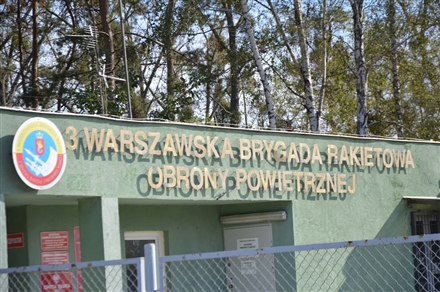 3 WARSZAWSKA BRYGADA RAKIETOWA
OBRONY POWIETRZNEJ